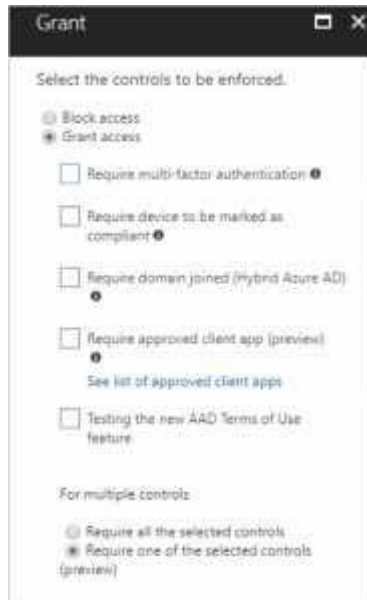 Grant
Select the controls to be enforced.
Block access
Grant access
Require multi-factor authentication
Require device to be marked as
compliant
Require domain joined (Hybrid Azure AD)
Require approved client app (preview)
See list of approved client apps
Testing the new AAD Terms of Use
feature
For multiple controls
Require all the selected controls
Require one of the selected controls
(preview)